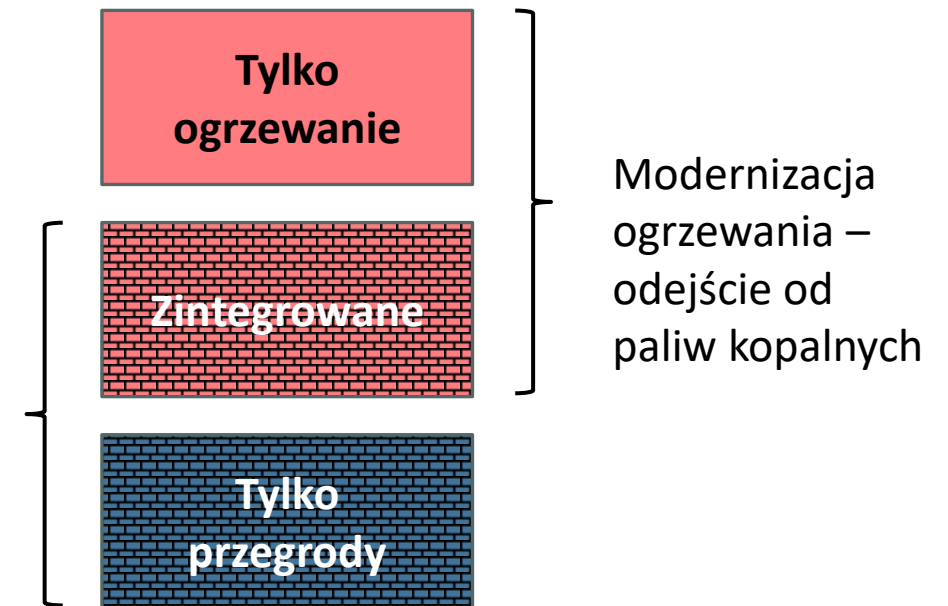 Tylko
ogrzewanie
Zintegrowane
Tylko
przegrody
Modernizacja
ogrzewania –
odejście od
paliw kopalnych